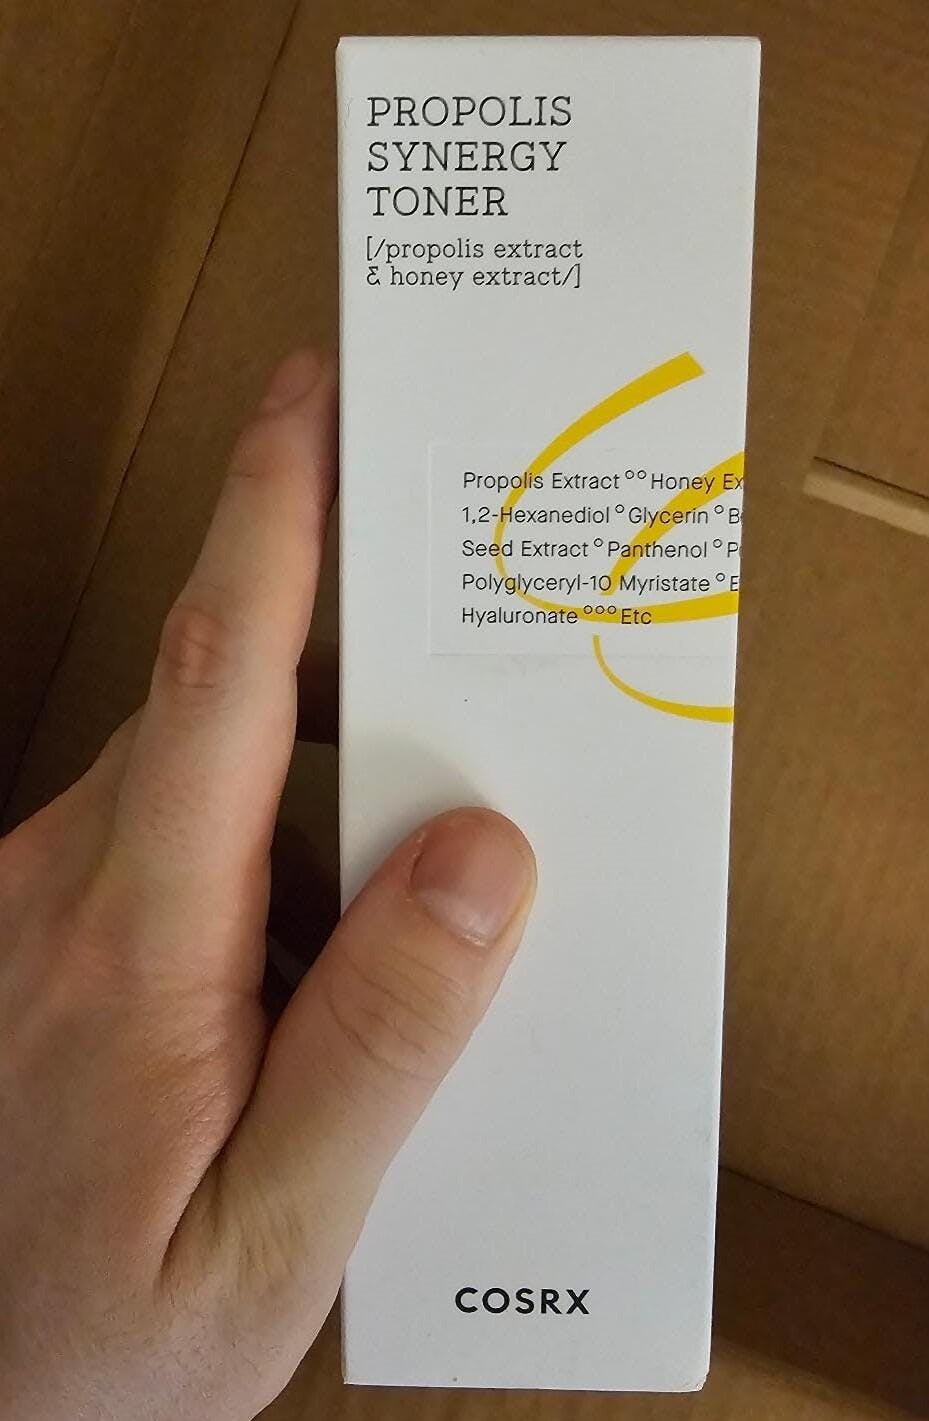 PROPOLIS
SYNERGY
TONER
[/propolis extract
& honey extract/]
Propolis Extract °° Honey
1,2-Hexanediol ° Glycerin °
Seed Extract ° Panthenol °
Polyglyceryl-10 Myristate °
Hyaluronate °°° Etc
COSRX